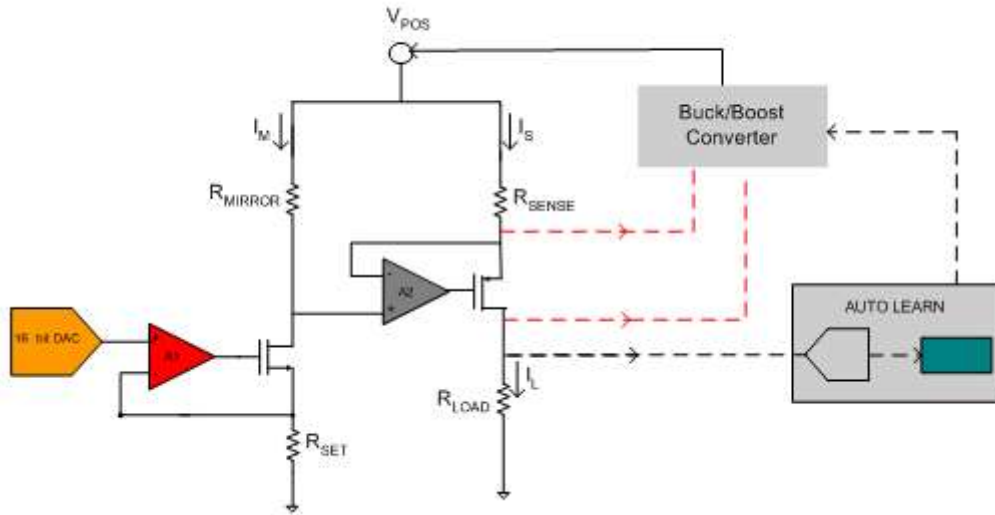 VPOS
Buck/Boost
Converter
IM
IS
RMIRROR
RSENSE
A2
AUTO LEARN
16 bit DAC
A1
IL
RLOAD
RSET